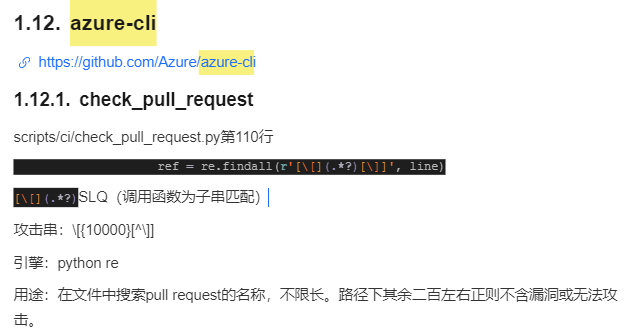 1.12. azure-cli
https://github.com/Azure/azure-cli
1.12.1. check_pull_request
scripts/ci/check_pull_request.py第110行
ref = re.findall(r'[\[](.*?)[\]]', line)
[\[](.*?)SLQ（调用函数为子串匹配）
攻击串：\[{10000}[^\]]
引擎：python re
用途：在文件中搜索pull request的名称，不限长。路径下其余二百左右正则不含漏洞或无法攻
击。